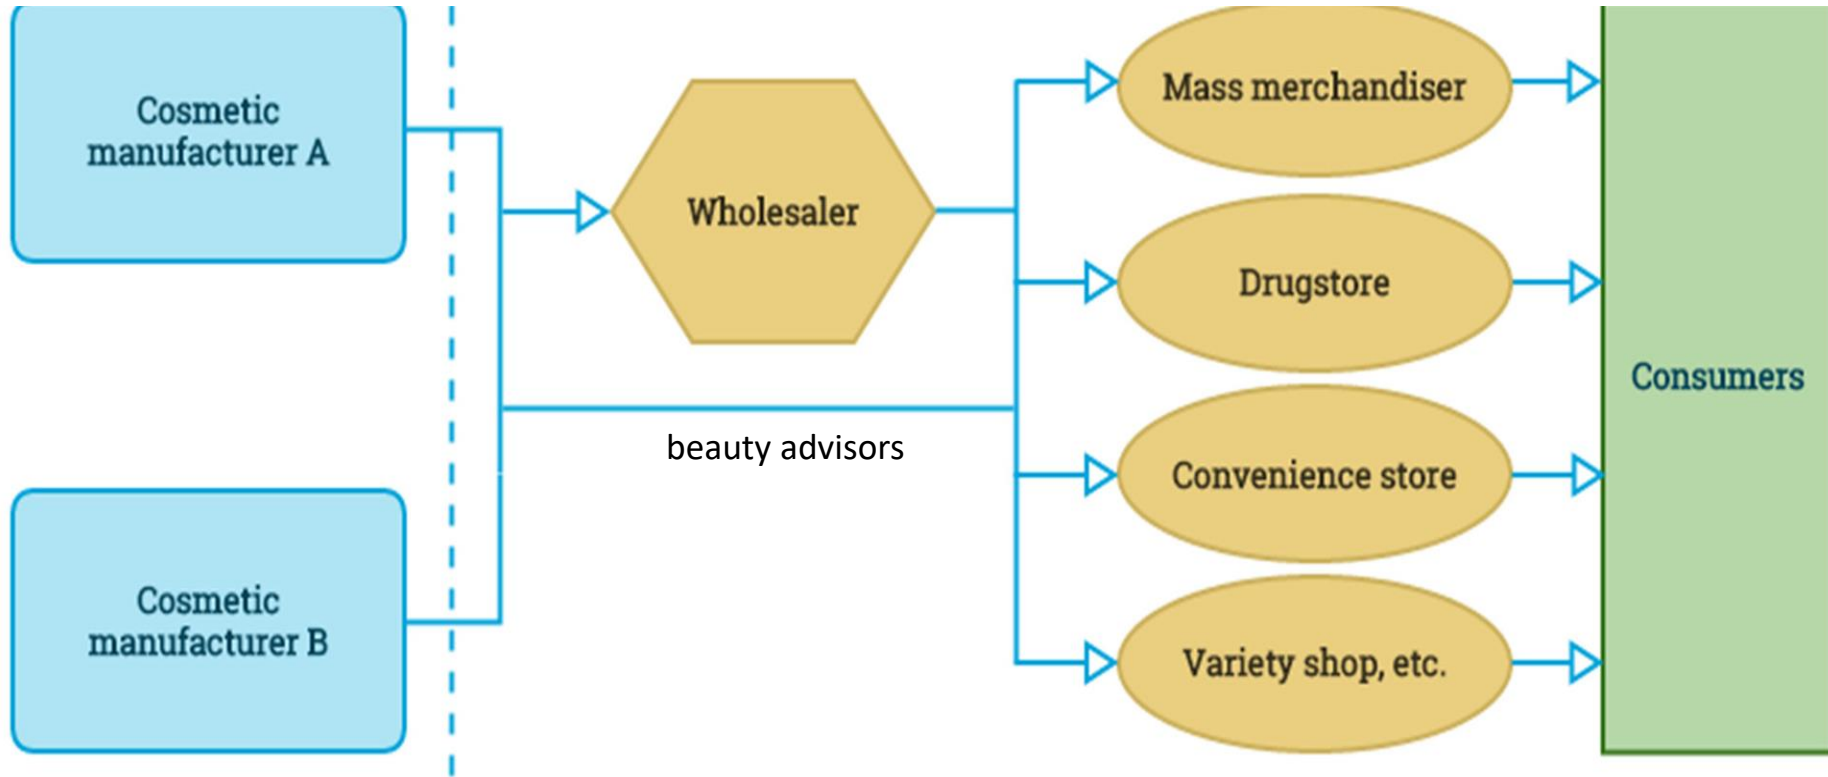 Cosmetic
manufacturer A
Wholesaler
Mass merchandiser
Drugstore
Consumers
beauty advisors
Convenience store
Cosmetic
manufacturer B
Variety shop, etc.